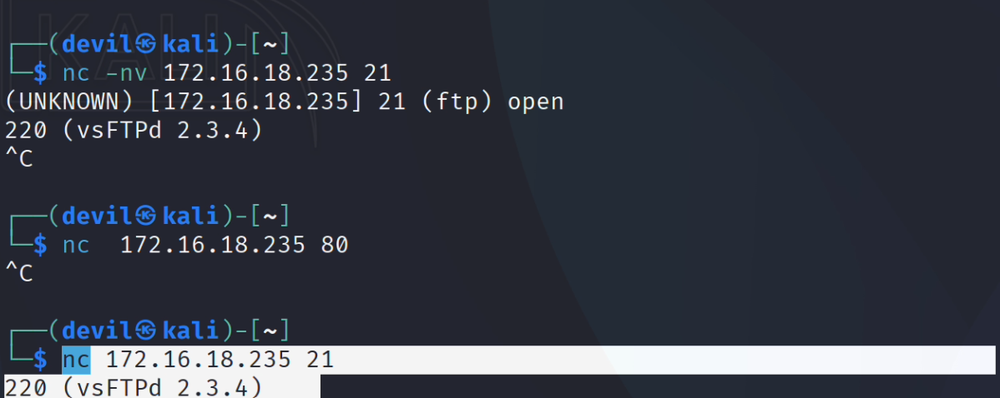 ┌──(devil㉿kali)-[~]
└─$ nc -nv 172.16.18.235 21
(UNKNOWN) [172.16.18.235] 21 (ftp) open
220 (vsFTPd 2.3.4)
^C
┌──(devil㉿kali)-[~]
└─$ nc  172.16.18.235 80
^C
┌──(devil㉿kali)-[~]
└─$ nc 172.16.18.235 21
220 (vsFTPd 2.3.4)